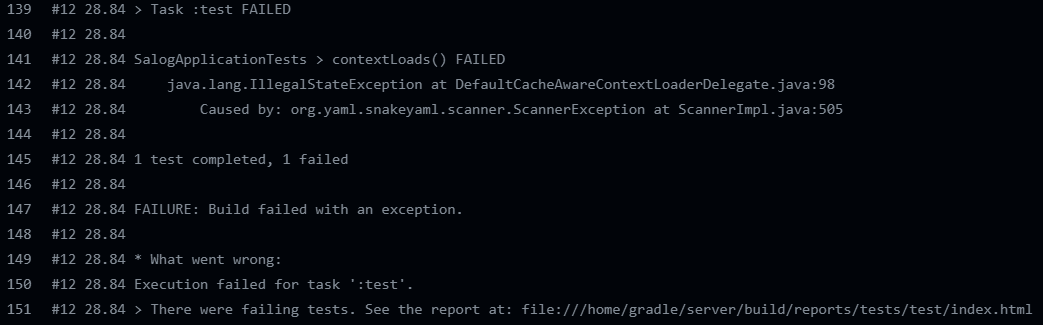 139 #12 28.84 > Task :test FAILED
140 #12 28.84
141 #12 28.84 SalogApplicationTests > contextLoads() FAILED
142 #12 28.84     java.lang.IllegalStateException at DefaultCacheAwareContextLoaderDelegate.java:98
143 #12 28.84         Caused by: org.yaml.snakeyaml.scanner.ScannerException at ScannerImpl.java:505
144 #12 28.84
145 #12 28.84 1 test completed, 1 failed
146 #12 28.84
147 #12 28.84 FAILURE: Build failed with an exception.
148 #12 28.84
149 #12 28.84 * What went wrong:
150 #12 28.84 Execution failed for task ':test'.
151 #12 28.84 > There were failing tests. See the report at: file:///home/gradle/server/build/reports/tests/test/index.html